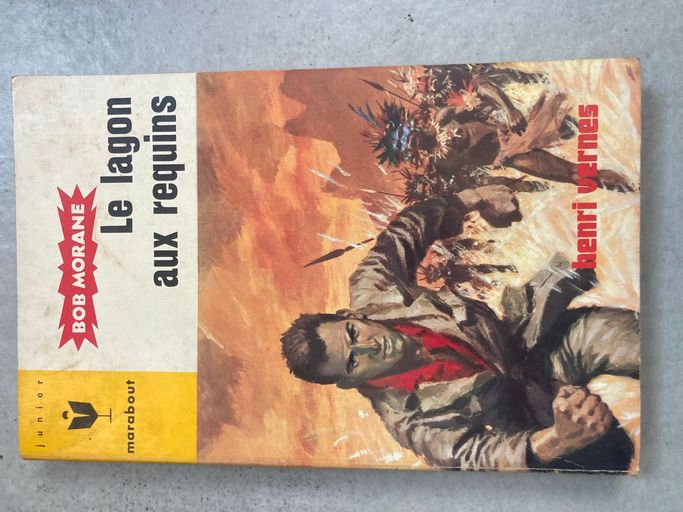 BOB MORANE
Le lagon
aux requins
junior
marabout
henri vernes